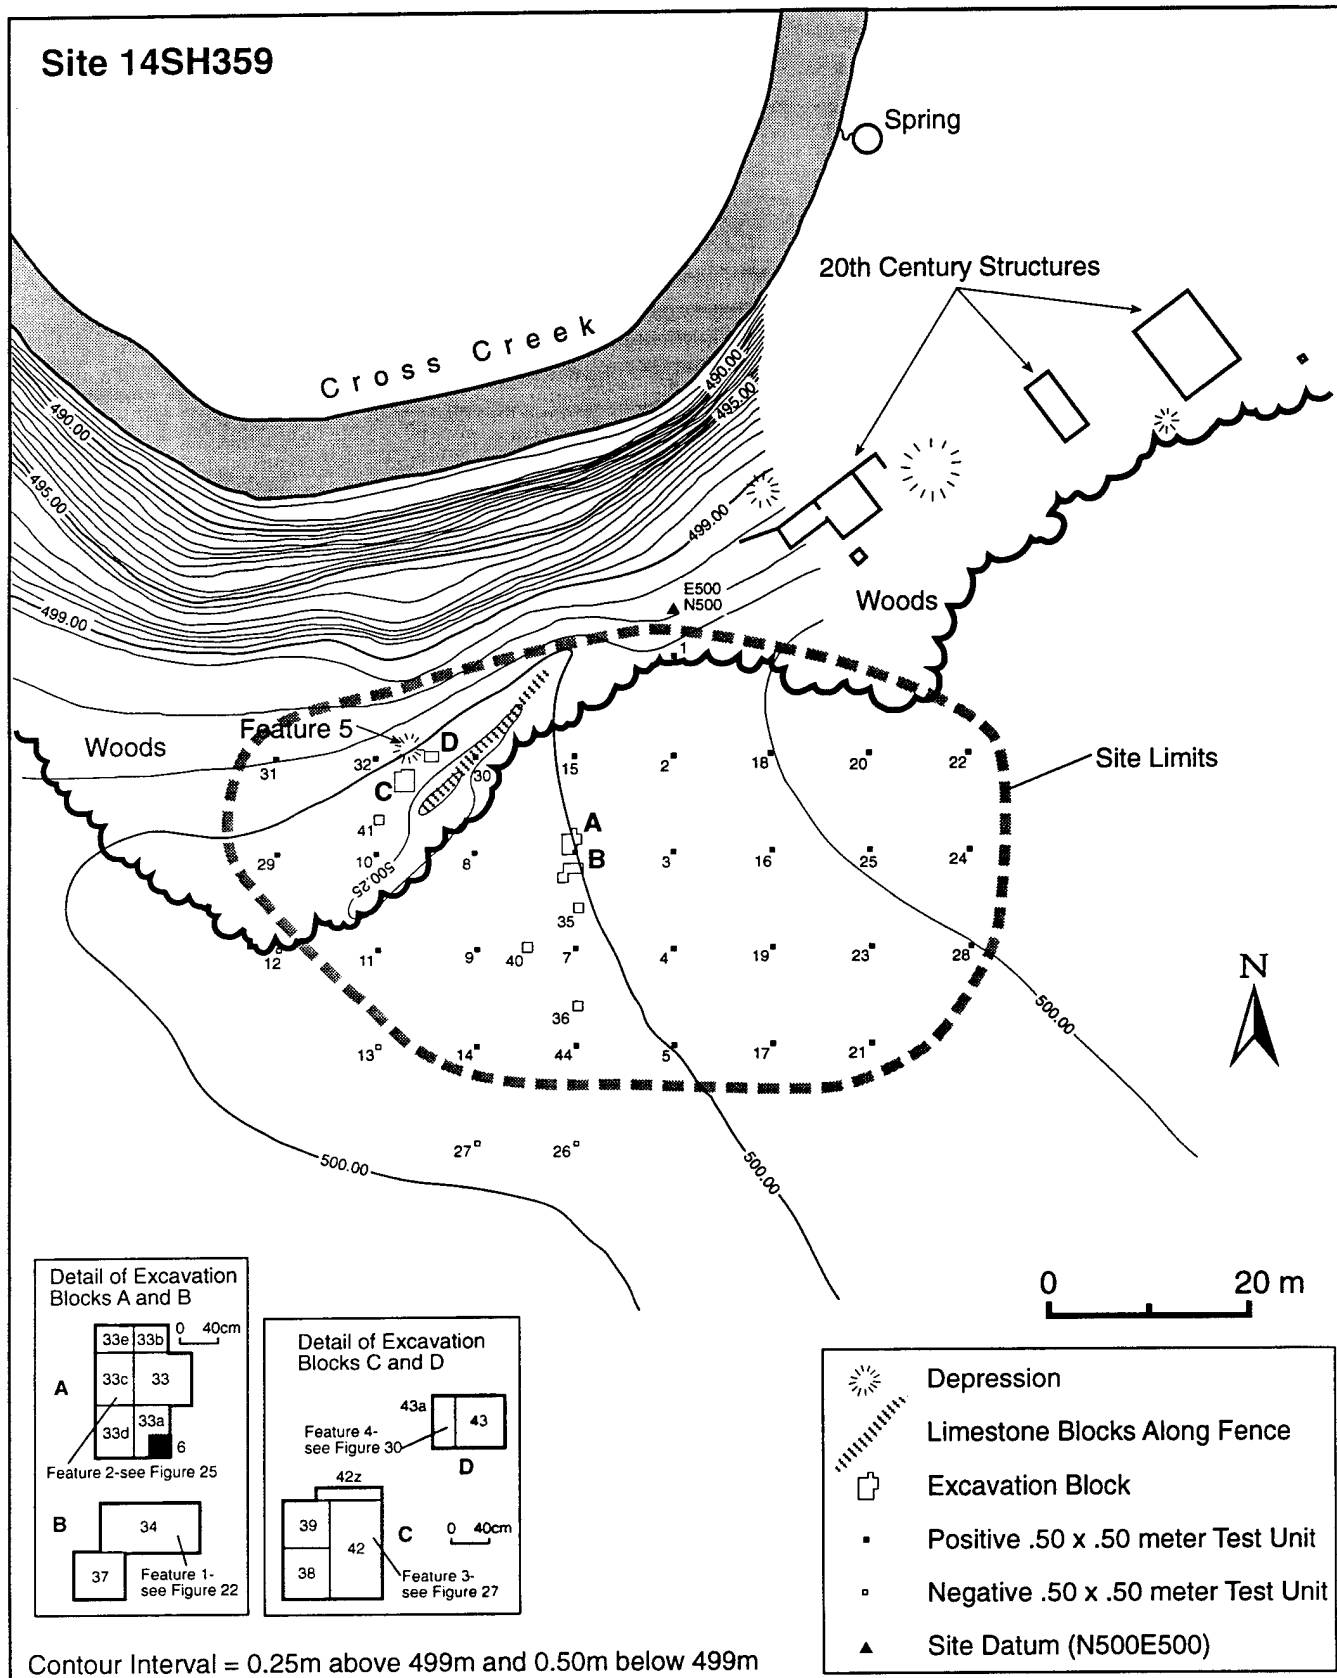 Site 14SH359
Spring
20th Century Structures
Cross Creek
490.00
495.00
490.00
495.00
499.00
499.00
E500
N500
Woods
1
Feature 5
D
Woods
31
32
30
15
2
18
20
22
Site Limits
C
41
A
B
29
10
8
3
16
25
24
500.25
35
12
11
9
40
7
4
19
23
28
N
36
500.00
13
14
44
5
17
21
27
26
500.00
500.00
0 20 m
Detail of Excavation
Blocks A and B
33e 33b 0 40cm
A 33c 33
33d 33a
6
Feature 2-see Figure 25
B 34
37 Feature 1-
see Figure 22
Detail of Excavation
Blocks C and D
43a 43
Feature 4-
see Figure 30
D
42z
39 C 0 40cm
42
38 Feature 3-
see Figure 27
Depression
Limestone Blocks Along Fence
Excavation Block
Positive .50 x .50 meter Test Unit
Negative .50 x .50 meter Test Unit
Site Datum (N500E500)
Contour Interval = 0.25m above 499m and 0.50m below 499m